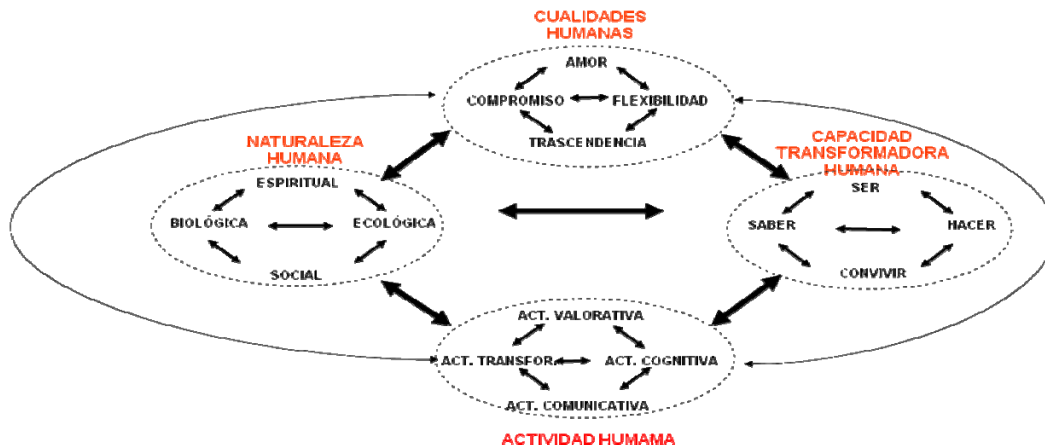 CUALIDADES
HUMANAS
AMOR
COMPROMISO
FLEXIBILIDAD
TRASCENDENCIA
NATURALEZA
HUMANA
ESPIRITUAL
BIOLÓGICA
ECOLÓGICA
SOCIAL
CAPACIDAD
TRANSFORMADORA
HUMANA
SER
SABER
HACER
CONVIVIR
ACT. VALORATIVA
ACT. TRANSFOR.
ACT. COGNITIVA
ACT. COMUNICATIVA
ACTIVIDAD HUMAMA